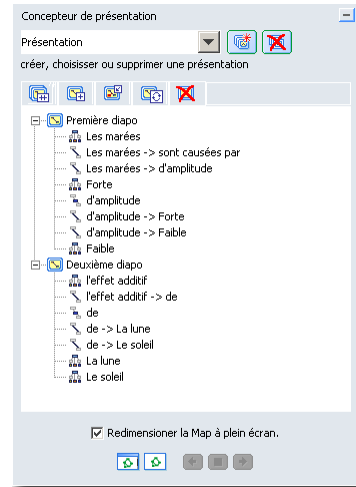 Concepteur de présentation
Présentation
créer, choisisser ou supprimer une présentation
Première diapo
Les marées
Les marées -> sont causées par
Les marées -> d'amplitude
Forte
d'amplitude
d'amplitude -> Forte
d'amplitude -> Faible
Faible
Deuxième diapo
l'effet additif
l'effet additif -> de
de
de -> La lune
de -> Le soleil
La lune
Le soleil
Redimensioner la Map à plein écran.